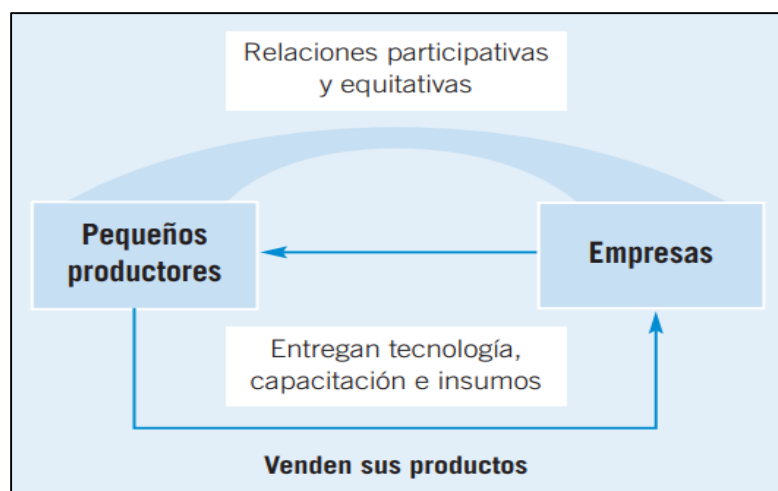 Relaciones participativas
y equitativas
Pequeños
productores
Empresas
Entregan tecnología,
capacitación e insumos
Venden sus productos